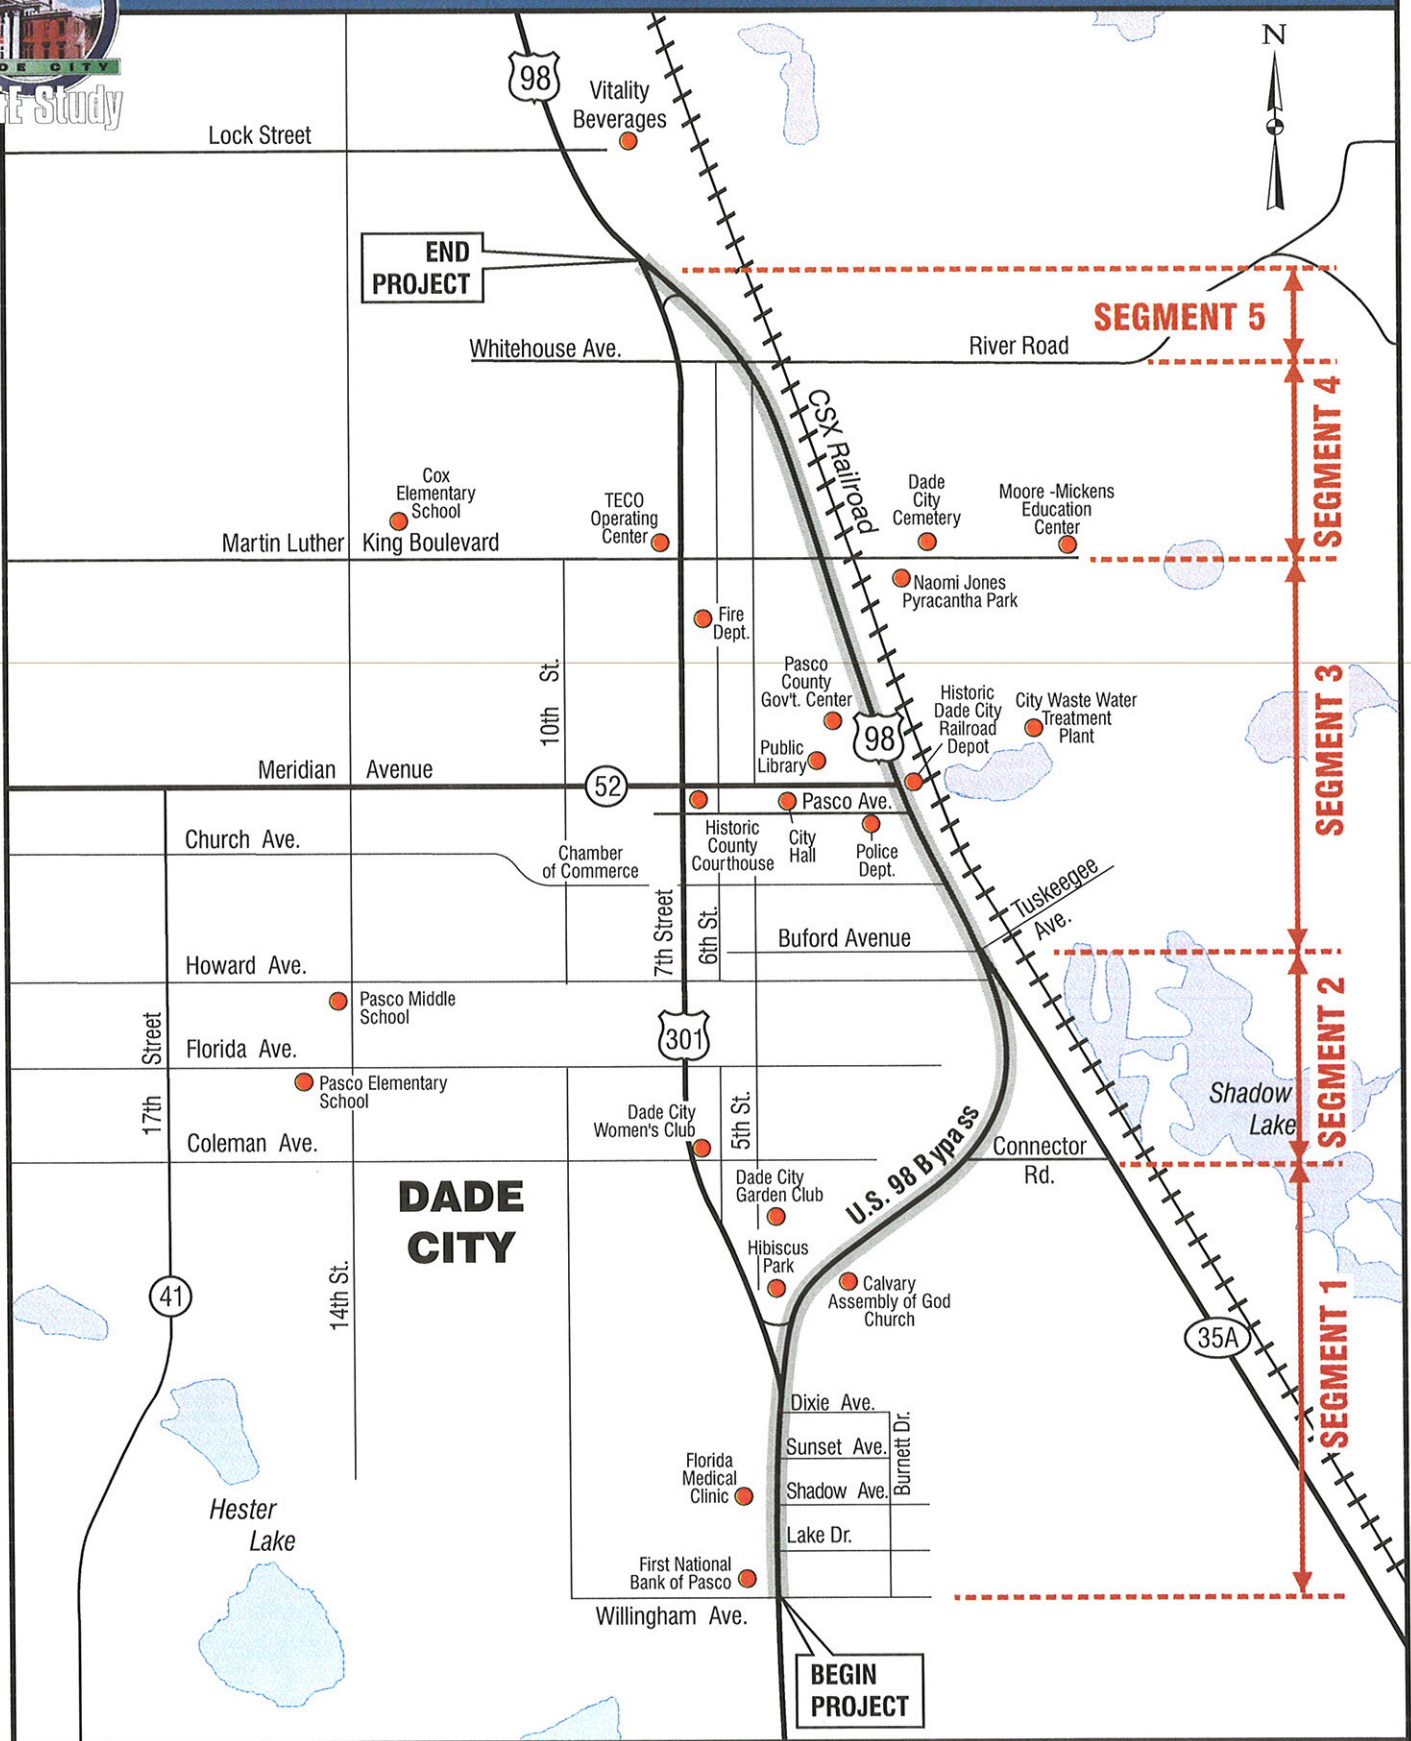 DE CITY
E Study
98
Vitality
Beverages
N
Lock Street
END
PROJECT
SEGMENT 5
Whitehouse Ave.
River Road
SEGMENT 4
CSX Railroad
Cox
Elementary
School
TECO
Operating
Center
Dade
City
Cemetery
Moore -Mickens
Education
Center
Martin Luther King Boulevard
Naomi Jones
Pyracantha Park
Fire
Dept.
10th St.
Pasco
County
Gov't. Center
98
Historic
Dade City
Railroad
Depot
City Waste Water
Treatment
Plant
SEGMENT 3
Public
Library
Meridian Avenue
52
Pasco Ave.
Church Ave.
Chamber
of Commerce
Historic
County
Courthouse
City
Hall
Police
Dept.
Tuskeegee
Ave.
7th Street
6th St.
Buford Avenue
Howard Ave.
Pasco Middle
School
SEGMENT 2
17th Street
301
Florida Ave.
Pasco Elementary
School
Shadow
Lake
Dade City
Women's Club
5th St.
Coleman Ave.
Connector
Rd.
U.S. 98 Bypass
DADE
CITY
Dade City
Garden Club
Hibiscus
Park
14th St.
41
Calvary
Assembly of God
Church
35A
SEGMENT 1
Dixie Ave.
Sunset Ave.
Burnett Dr.
Florida
Medical
Clinic
Shadow Ave.
Hester
Lake
Lake Dr.
First National
Bank of Pasco
Willingham Ave.
BEGIN
PROJECT